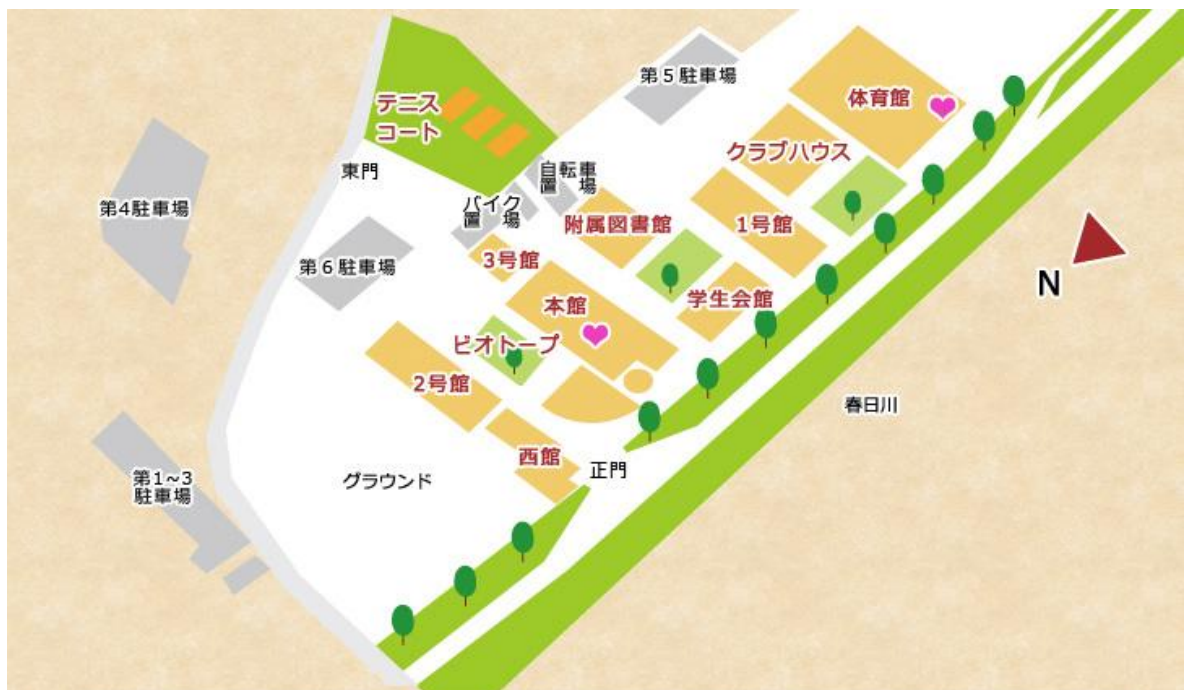 第５駐車場
体育館
テニス
コート
クラブハウス
東門
自転車
置　場
第4駐車場
バイク
置　場
附属図書館
1号館
3号館
第６駐車場
N
学生会館
本館
ビオトープ
2号館
春日川
西館
正門
第1~3
駐車場
グラウンド